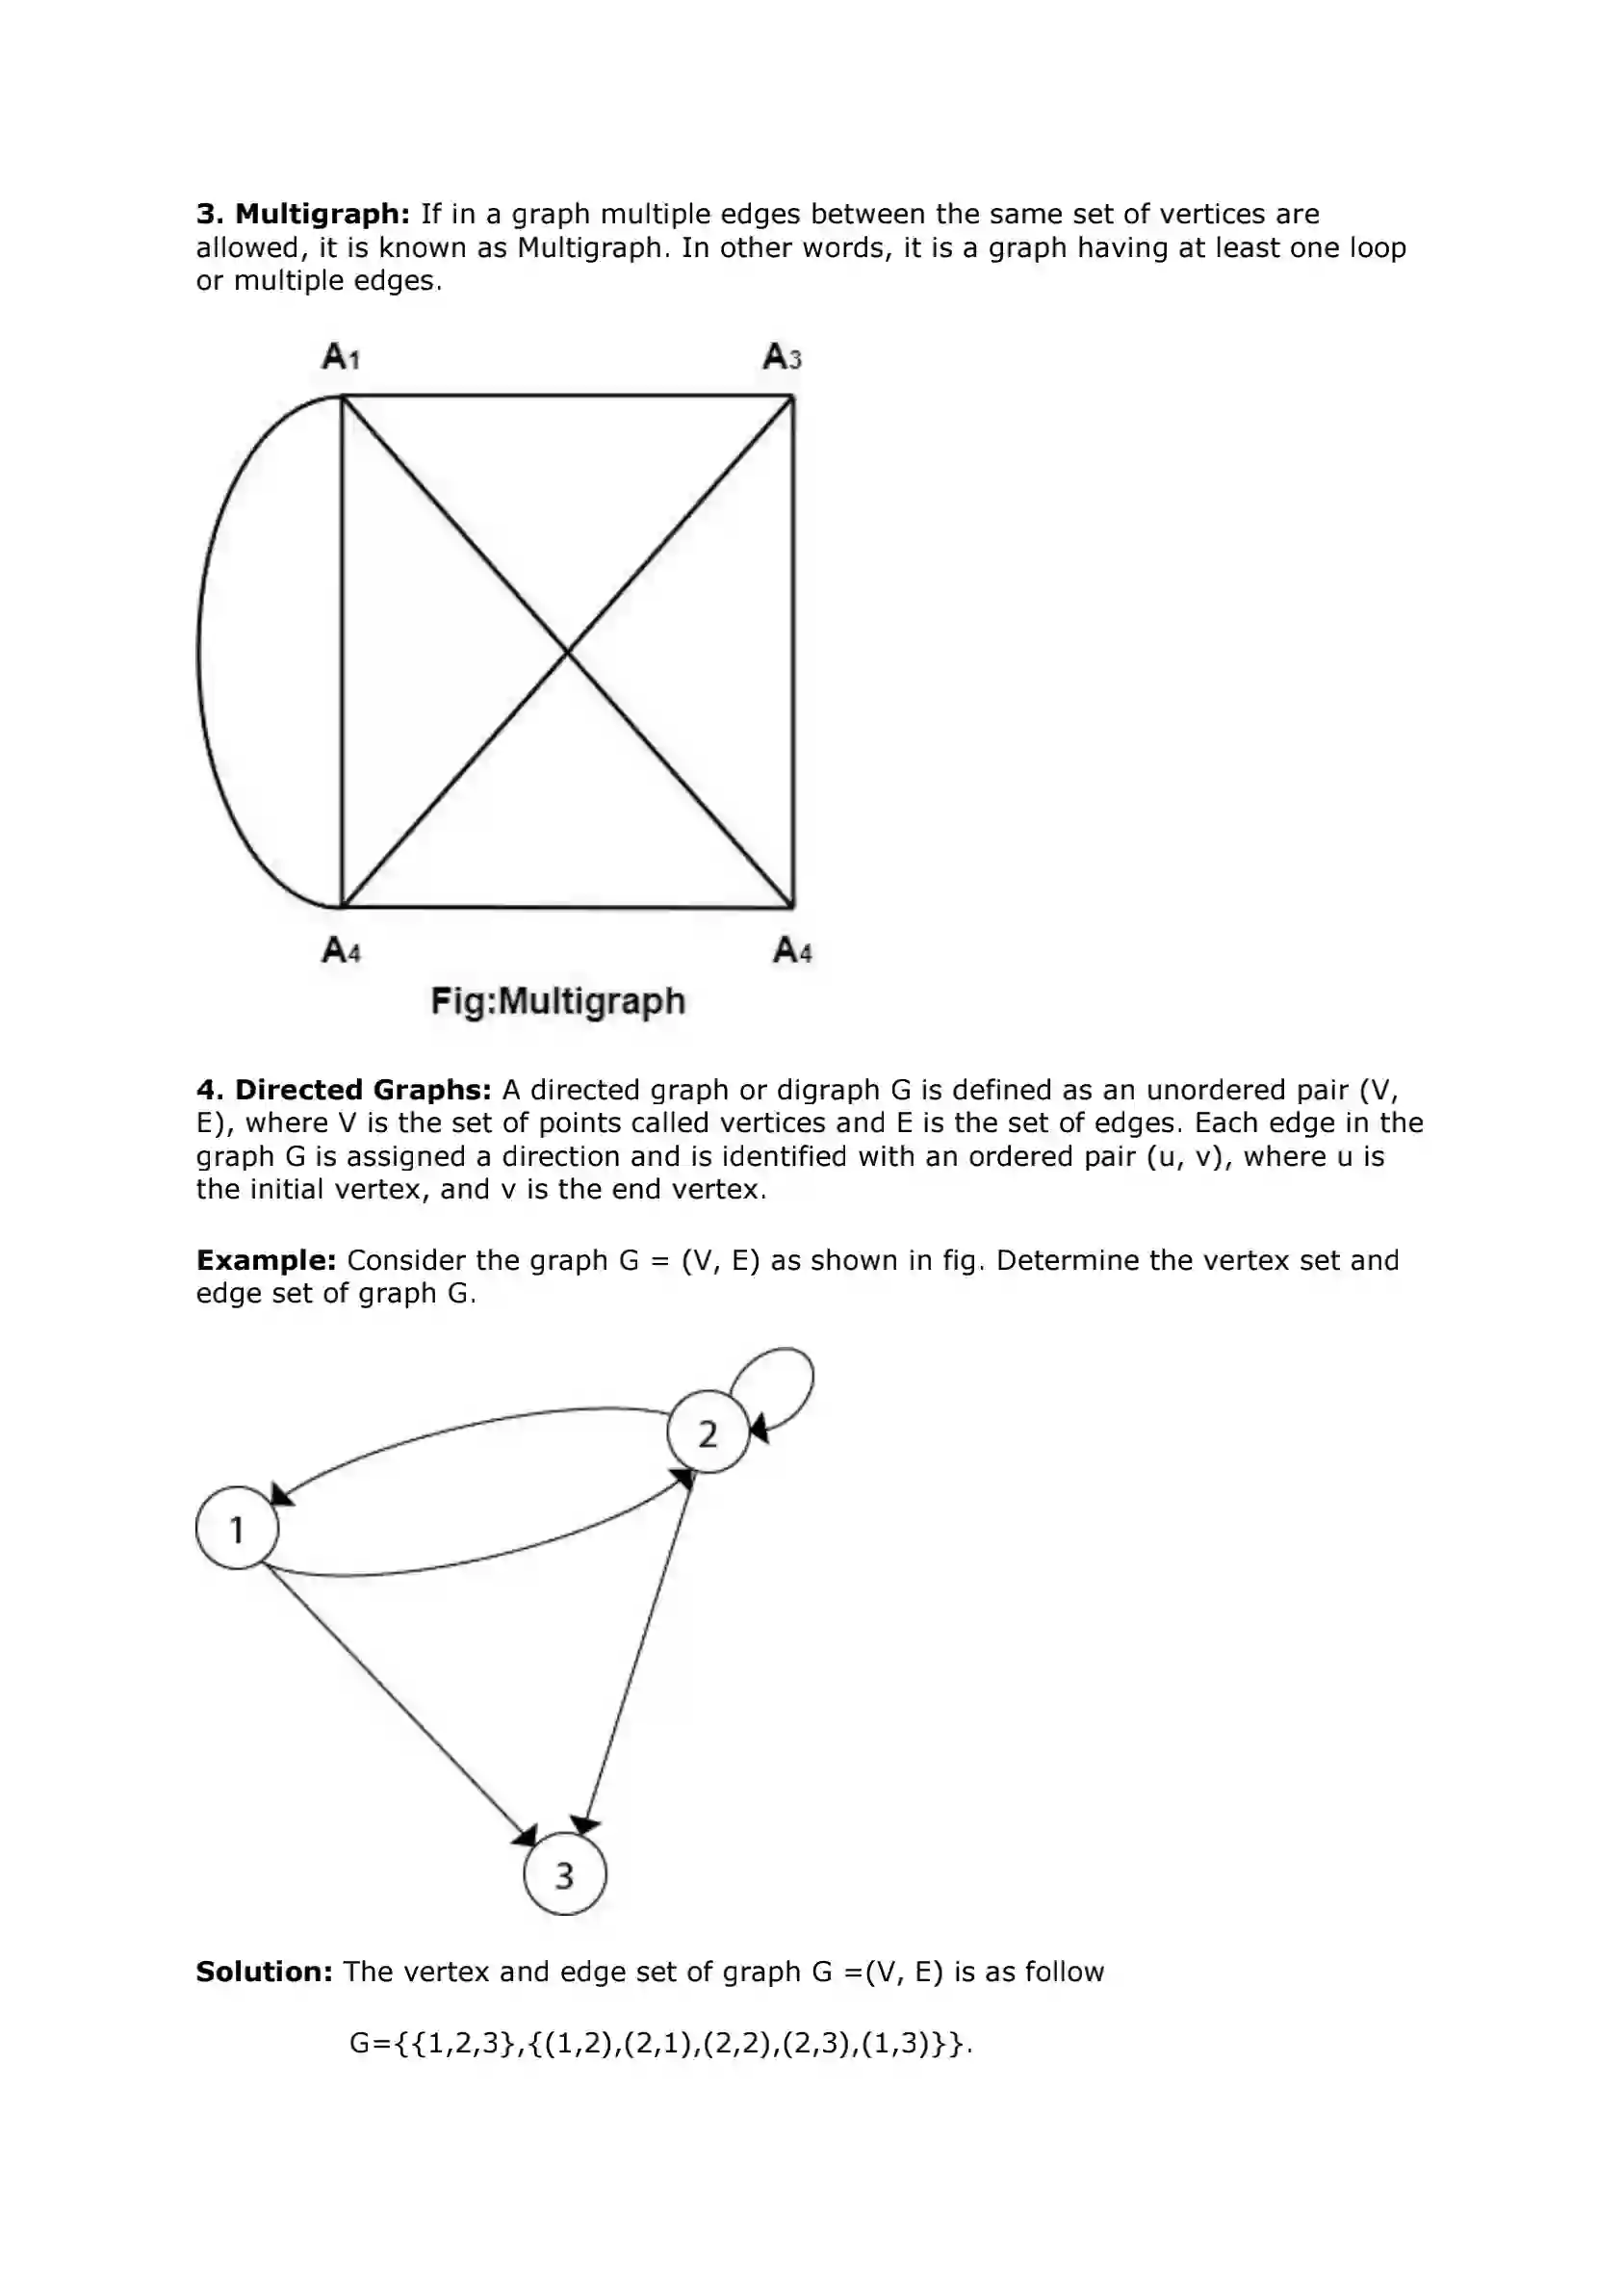 3. Multigraph: If in a graph multiple edges between the same set of vertices are
allowed, it is known as Multigraph. In other words, it is a graph having at least one loop
or multiple edges.
A1 A3
A4 A4
Fig:Multigraph
4. Directed Graphs: A directed graph or digraph G is defined as an unordered pair (V,
E), where V is the set of points called vertices and E is the set of edges. Each edge in the
graph G is assigned a direction and is identified with an ordered pair (u, v), where u is
the initial vertex, and v is the end vertex.
Example: Consider the graph G = (V, E) as shown in fig. Determine the vertex set and
edge set of graph G.
2
1
3
Solution: The vertex and edge set of graph G =(V, E) is as follow
G={{1,2,3},{(1,2),(2,1),(2,2),(2,3),(1,3)}}.